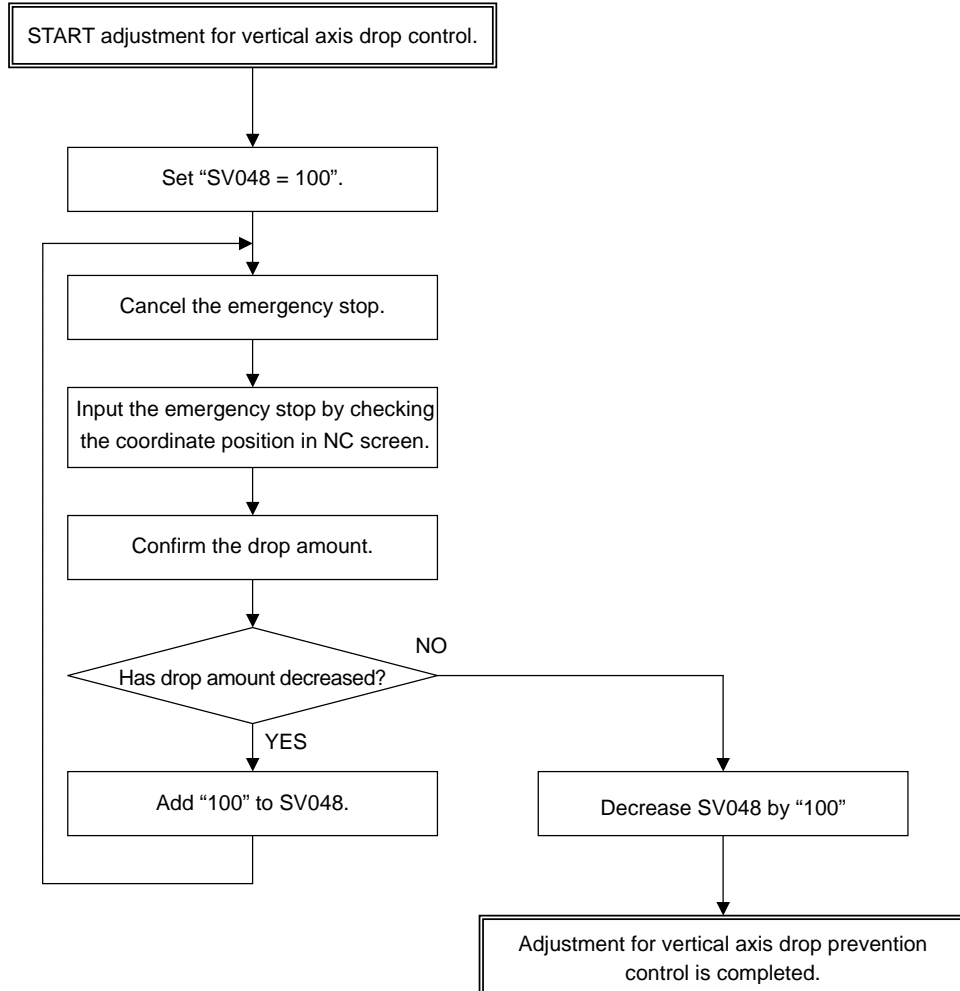 START adjustment for vertical axis drop control.
Set “SV048 = 100”.
Cancel the emergency stop.
Input the emergency stop by checking
the coordinate position in NC screen.
Confirm the drop amount.
NO
Has drop amount decreased?
YES
Add “100” to SV048.
Decrease SV048 by “100”
Adjustment for vertical axis drop prevention
control is completed.